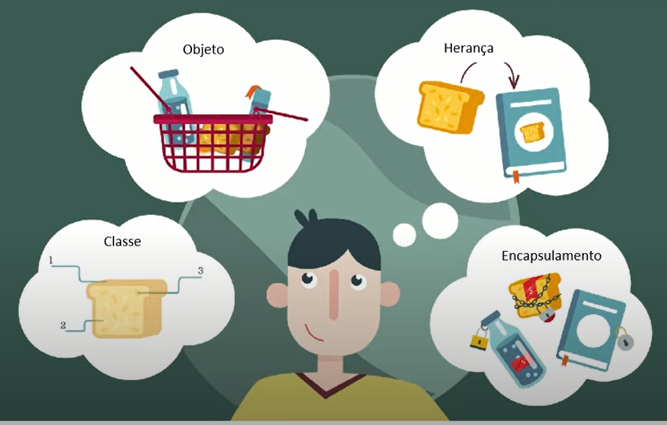 Objeto
Herança
Classe
1
3
2
Encapsulamento